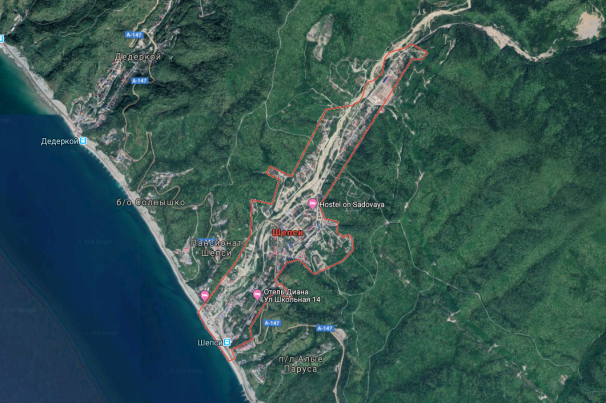 A-147
Дедеркой
A-147
Дедеркой
б/о Солнышко
Hostel on Sadovaya
Шепси
Пансионат
Шепси
Отель Диана
Ул Школьная 14
A-147
A-147
Шепси
п/л Алые
Паруса